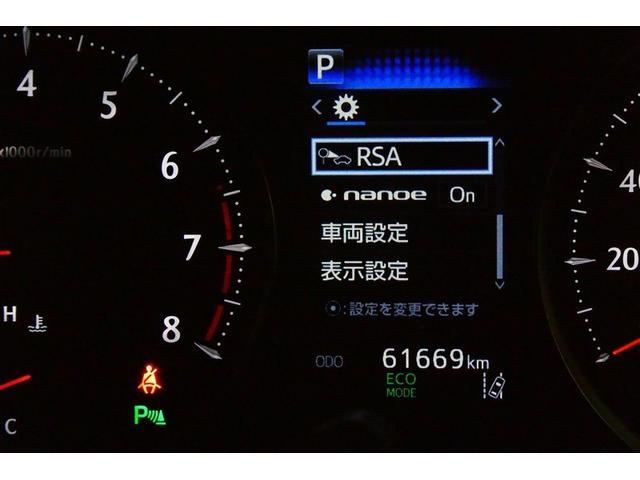 4
5
6
7
8
x1000r/min
H
C
P
P
RSA
nanoe On
車両設定
表示設定
:設定を変更できます
ODO 61669km
ECO
MODE
40
20